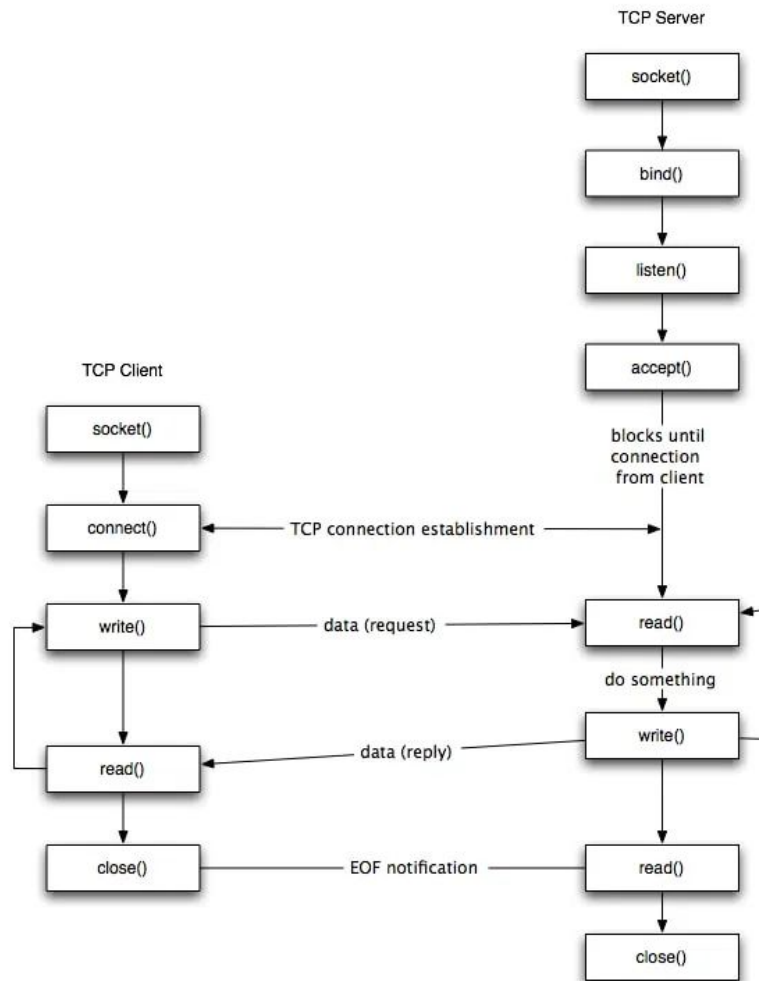 TCP Server
socket()
bind()
listen()
accept()
blocks until
connection
from client
TCP Client
socket()
connect()
TCP connection establishment
write()
data (request)
read()
do something
write()
data (reply)
read()
close()
EOF notification
read()
close()